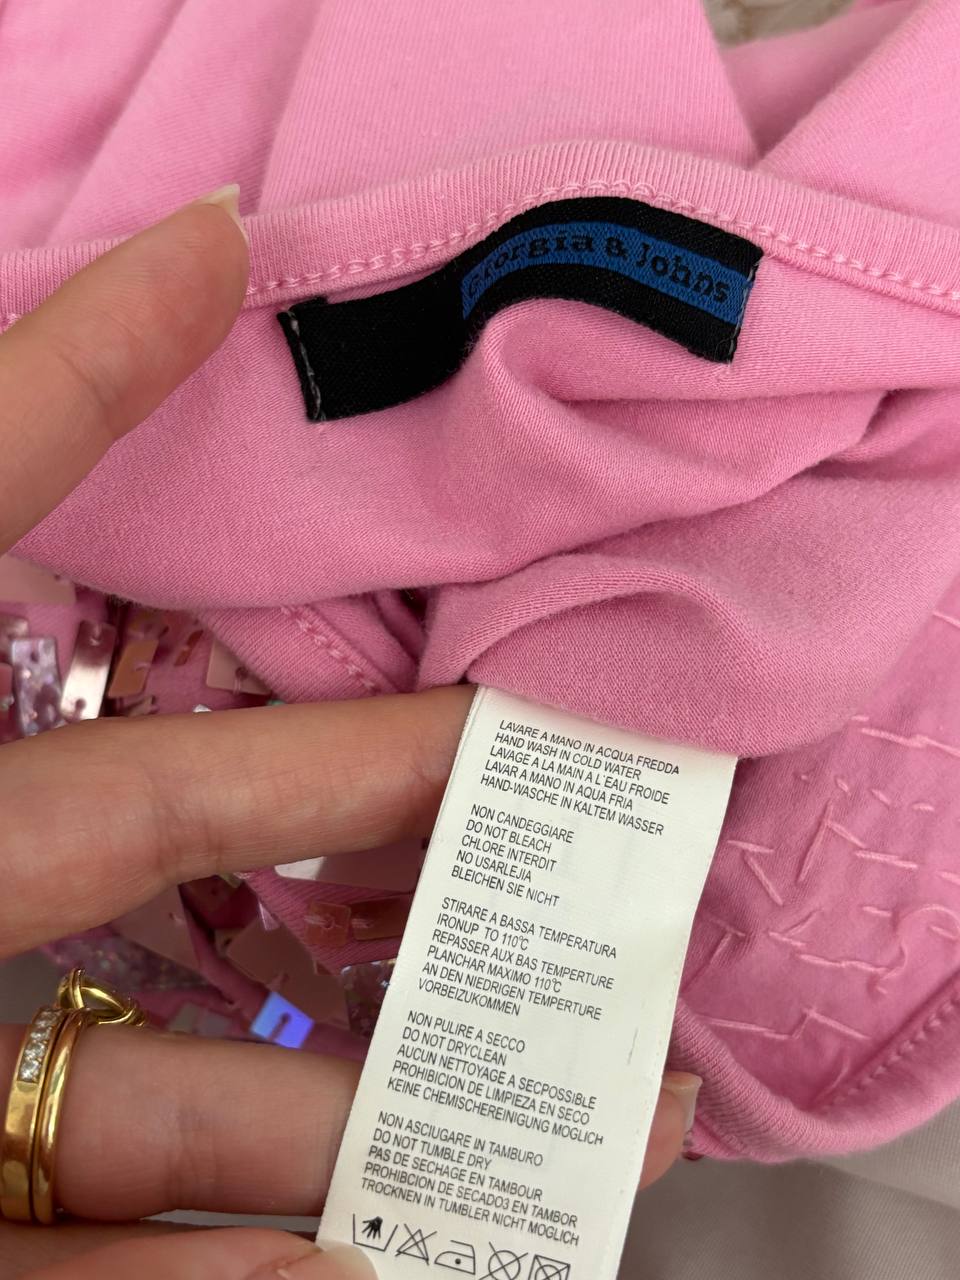 Georgia & Johns
LAVARE A MANO IN ACQUA FREDDA
HAND WASH IN COLD WATER
LAVAGE A LA MAIN A L'EAU FROIDE
LAVAR A MANO IN AQUA FRIA
HAND-WASCHE IN KALTEM WASSER
NON CANDEGGIARE
DO NOT BLEACH
CHLORE INTERDIT
NO USARLEJIA
BLEICHEN SIE NICHT
STIRARE A BASSA TEMPERATURA
IRONUP TO 110℃
REPASSER AUX BAS TEMPERTURE
PLANCHAR MAXIMO 110℃
AN DEN NIEDRIGEN TEMPERTURE
VORBEIZUKOMMEN
NON PULIRE A SECCO
DO NOT DRYCLEAN
AUCUN NETTOYAGE A SECPOSSIBLE
PROHIBICION DE LIMPIEZA EN SECO
KEINE CHEMISCHEREINIGUNG MOGLICH
NON ASCIUGARE IN TAMBURO
DO NOT TUMBLE DRY
PAS DE SECHAGE EN TAMBOUR
PROHIBICION DE SECADO3 EN TAMBOR
TROCKNEN IN TUMBLER NICHT MOGLICH